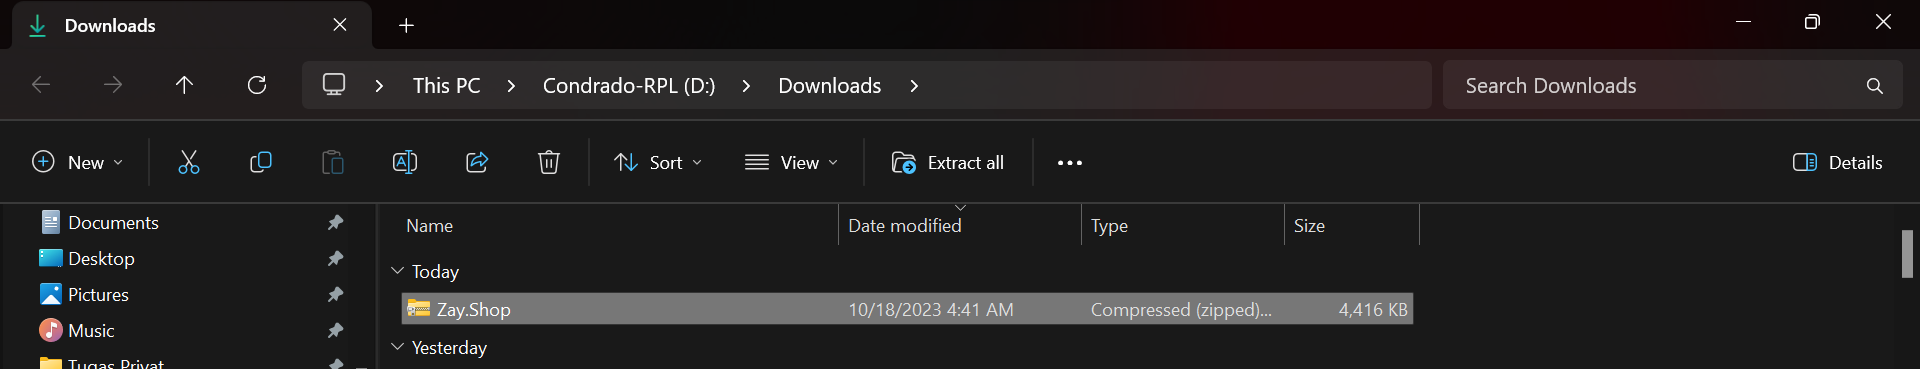 Downloads
This PC > Condrado-RPL (D:) > Downloads >
Search Downloads
New
Sort
View
Extract all
Details
Documents
Desktop
Pictures
Music
Tugas Privat
Name Date modified Type Size
Today
Zay.Shop 10/18/2023 4:41 AM Compressed (zipped)... 4,416 KB
Yesterday